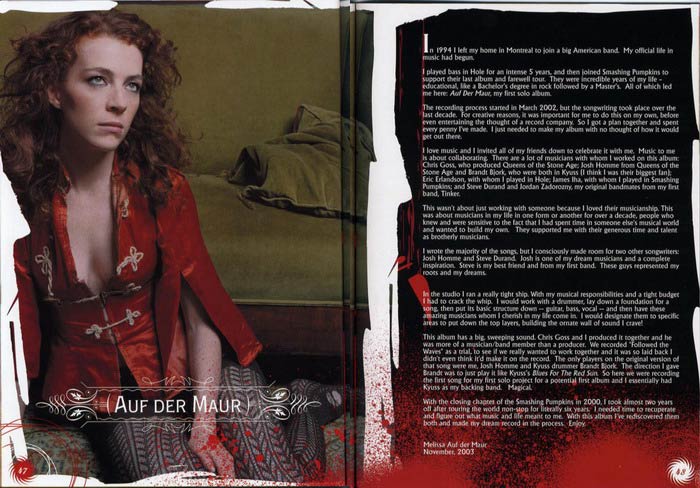 (AUF DER MAUR)
47
In 1994 I left my home in Montreal to join a big American band. My official life in
music had begun.
I played bass in Hole for an intense 5 years, and then joined Smashing Pumpkins to
support their last album and farewell tour. They were incredible years of my life –
educational, like a Bachelor's degree in rock followed by a Master's. All of which led
me here: Auf Der Maur, my first solo album.
The recording process started in March 2002, but the songwriting took place over the
last decade. For creative reasons, it was important for me to do this on my own, before
even entertaining the thought of a record company. So I got a plan together and spent
every penny I've made. I just needed to make my album with no thought of how it would
get out there.
I love music and I invited all of my friends down to celebrate it with me. Music to me
is about collaborating. There are a lot of musicians with whom I worked on this album:
Chris Goss, who produced Queens of the Stone Age; Josh Homme from Queens of the
Stone Age and Brandt Bjork, who were both in Kyuss (I think I was their biggest fan);
Eric Erlandson, with whom I played in Hole; James Iha, with whom I played in Smashing
Pumpkins; and Steve Durand and Jordan Zadorozny, my original bandmates from my first
band, Tinker.
This wasn't about just working with someone because I loved their musicianship. This
was about musicians in my life in one form or another for over a decade, people who
knew and were sensitive to the fact that I had spent time in someone else's musical world
and wanted to build my own. They supported me with their generous time and talent
as brotherly musicians.
I wrote the majority of the songs, but I consciously made room for two other songwriters:
Josh Homme and Steve Durand. Josh is one of my dream musicians and a complete
inspiration. Steve is my best friend and from my first band. These guys represented my
roots and my dreams.
In the studio I ran a really tight ship. With my musical responsibilities and a tight budget
I had to crack the whip. I would work with a drummer, lay down a foundation for a
song, then put its basic structure down – guitar, bass, vocal – and then have these
amazing musicians whom I cherish in my life come in. I would designate them to specific
areas to put down the top layers, building the ornate wall of sound I crave!
This album has a big, sweeping sound. Chris Goss and I produced it together and he
was more of a musician/band member than a producer. We recorded "Followed the
Waves" as a trial, to see if we really wanted to work together and it was so laid back I
didn't even think it'd make it on the record. The only players on the original version of
that song were me, Josh Homme and Kyuss drummer Brandt Bjork. The direction I gave
Brandt was to just play it like Kyuss's Blues For The Red Sun. So here we were recording
the first song for my first solo project for a potential first album and I essentially had
Kyuss as my backing band. Magical.
With the closing chapter of the Smashing Pumpkins in 2000, I took almost two years
off after touring the world non-stop for literally six years. I needed time to recuperate
and figure out what music and life meant to me. With this album I've rediscovered them
both and made my dream record in the process. Enjoy.
Melissa Auf der Maur
November, 2003
48